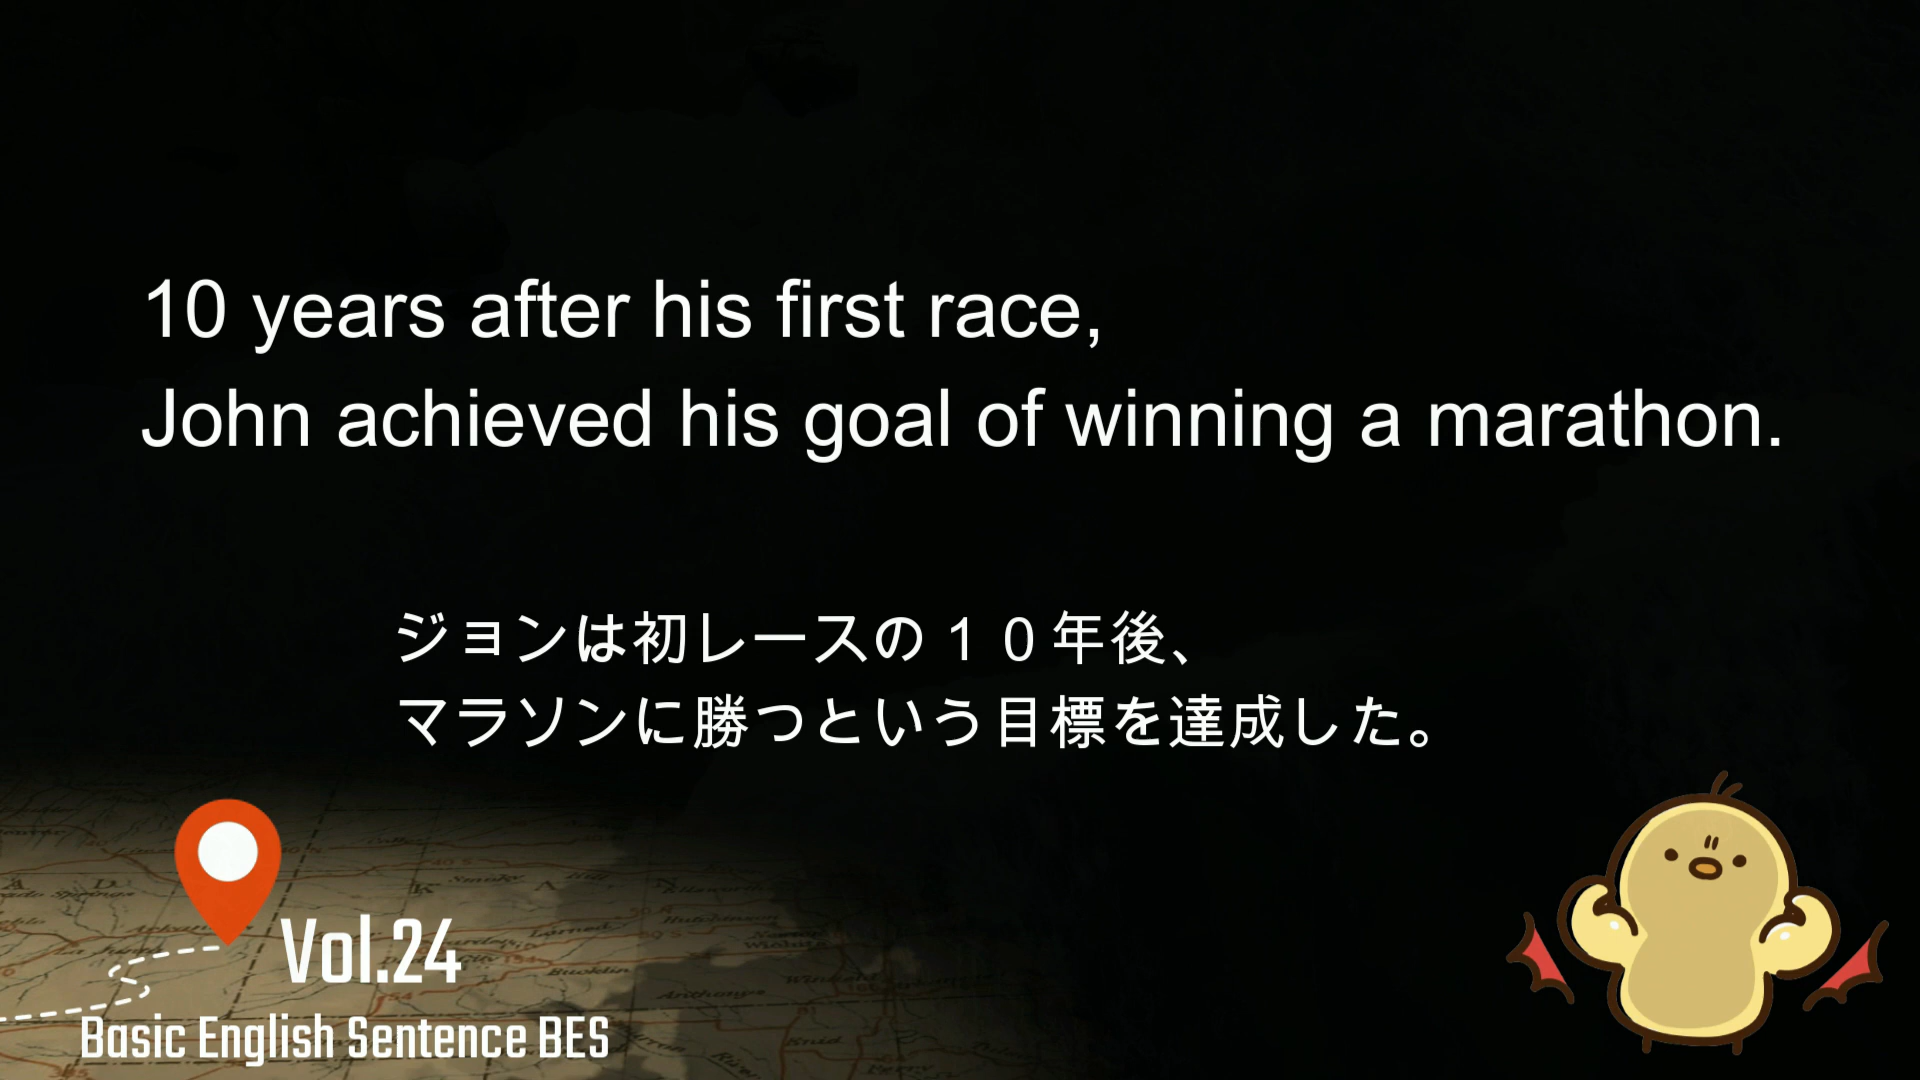 10 years after his first race,
John achieved his goal of winning a marathon.
ジョンは初レースの１０年後、
マラソンに勝つという目標を達成した。
Vol.24
Basic English Sentence BES